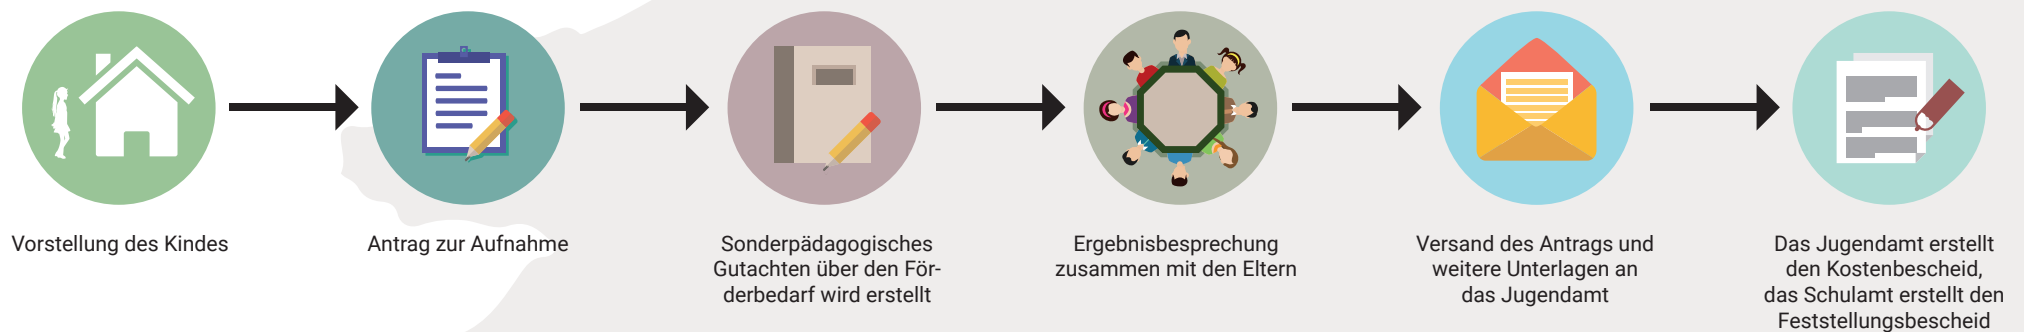 Vorstellung des Kindes
Antrag zur Aufnahme
Sonderpädagogisches
Gutachten über den För-
derbedarf wird erstellt
Ergebnisbesprechung
zusammen mit den Eltern
Versand des Antrags und
weitere Unterlagen an
das Jugendamt
Das Jugendamt erstellt
den Kostenbescheid,
das Schulamt erstellt den
Feststellungsbescheid